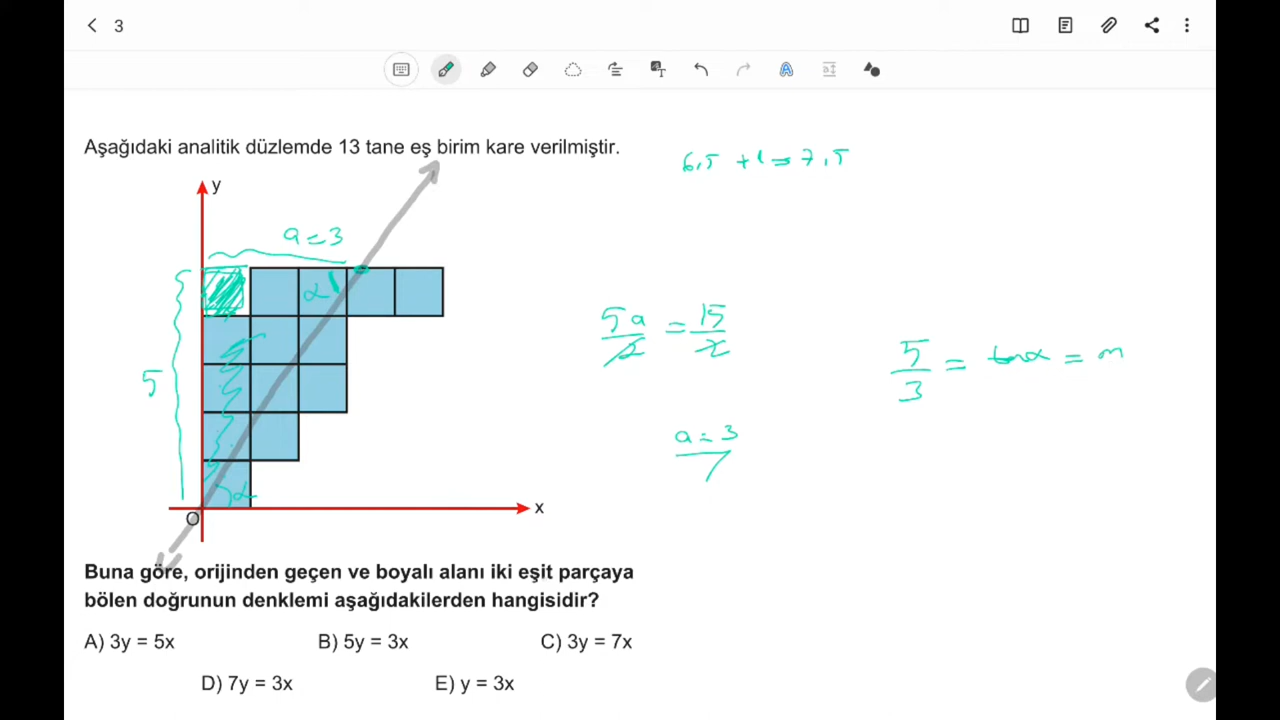 3
Aşağıdaki analitik düzlemde 13 tane eş birim kare verilmiştir.
6,5 + 1 = 7,5
y
a = 3
α
5
5a/2 = 15/2
5/3 = tanα = m
a = 3
α
O
x
Buna göre, orijinden geçen ve boyalı alanı iki eşit parçaya
bölen doğrunun denklemi aşağıdakilerden hangisidir?
A) 3y = 5x B) 5y = 3x C) 3y = 7x
D) 7y = 3x E) y = 3x